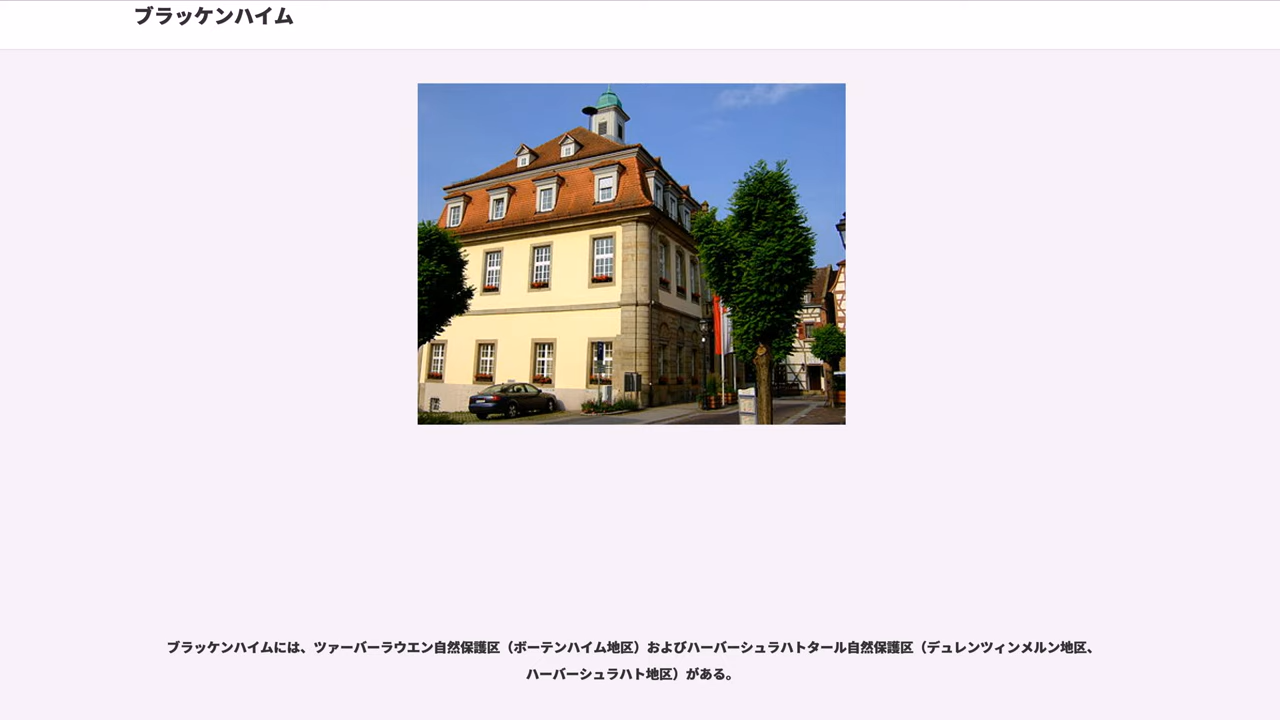 ブラッケンハイム
ブラッケンハイムには、ツァーバーラウエン自然保護区（ボーテンハイム地区）およびハーバーシュラハトタール自然保護区（デュレンツィンメルン地区、
ハーバーシュラハト地区）がある。